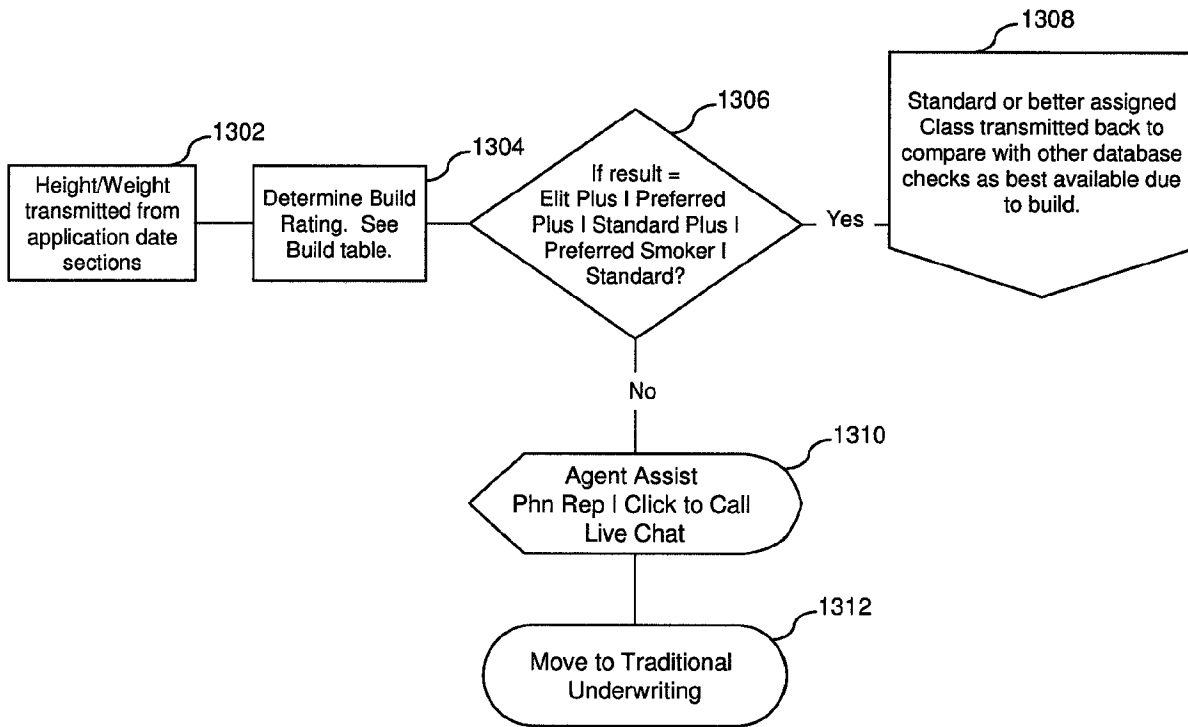 1302
Height/Weight
transmitted from
application date
sections
1304
Determine Build
Rating. See
Build table.
1306
If result =
Elit Plus I Preferred
Plus I Standard Plus I
Preferred Smoker I
Standard?
Yes
1308
Standard or better assigned
Class transmitted back to
compare with other database
checks as best available due
to build.
No
1310
Agent Assist
Phn Rep I Click to Call
Live Chat
1312
Move to Traditional
Underwriting